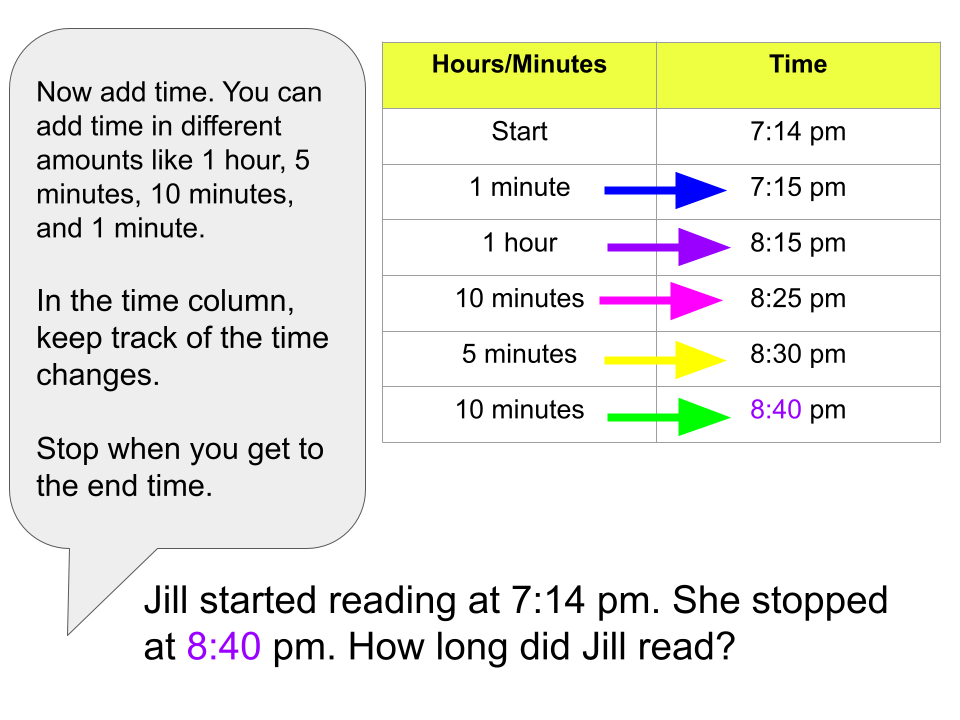 Now add time. You can
add time in different
amounts like 1 hour, 5
minutes, 10 minutes,
and 1 minute.
In the time column,
keep track of the time
changes.
Stop when you get to
the end time.
Hours/Minutes Time
Start 7:14 pm
1 minute 7:15 pm
1 hour 8:15 pm
10 minutes 8:25 pm
5 minutes 8:30 pm
10 minutes 8:40 pm
Jill started reading at 7:14 pm. She stopped
at 8:40 pm. How long did Jill read?